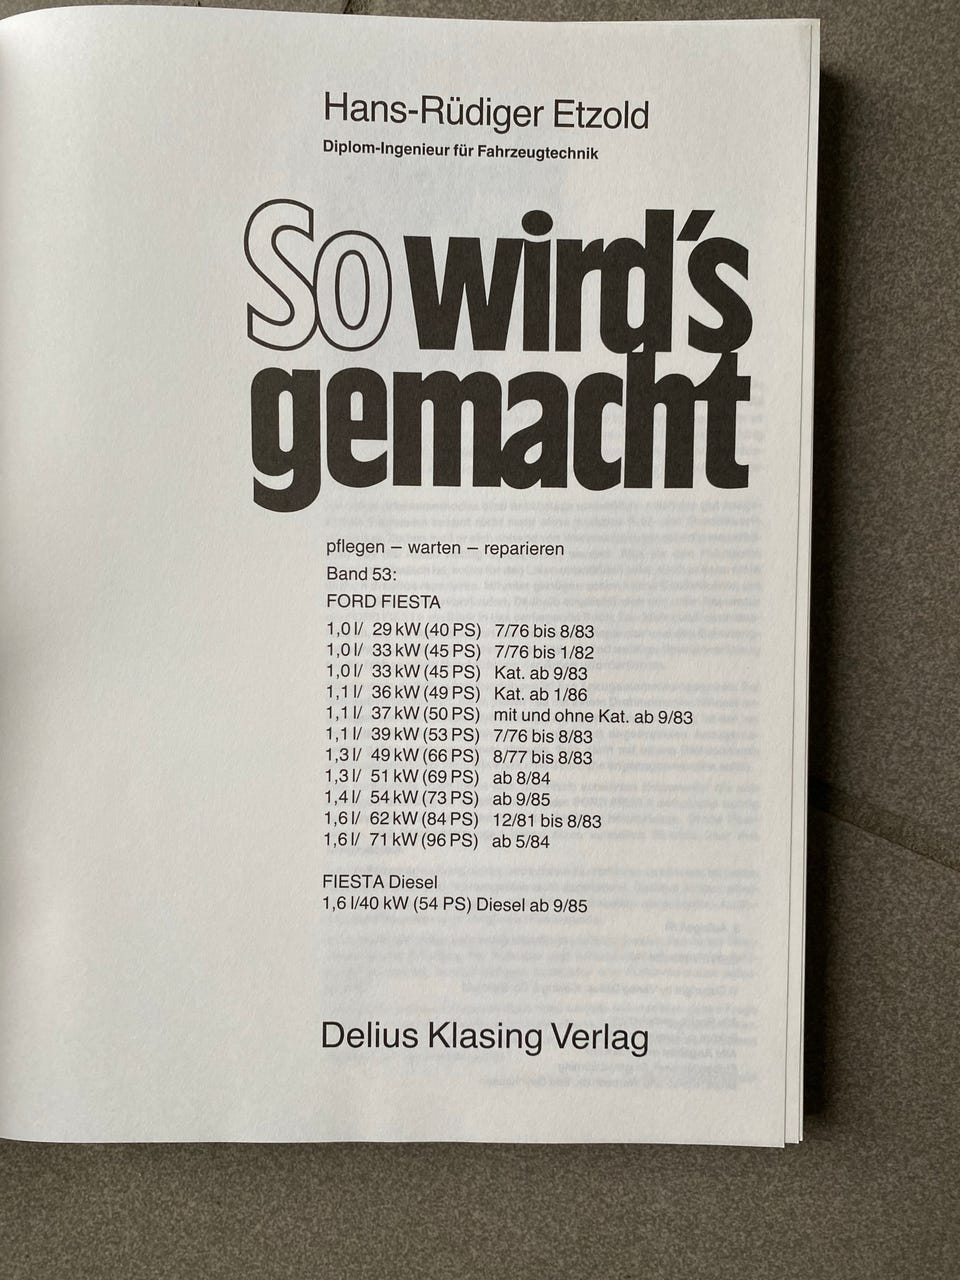 Hans-Rüdiger Etzold
Diplom-Ingenieur für Fahrzeugtechnik
So wird's
gemacht
pflegen – warten – reparieren
Band 53:
FORD FIESTA
1,0 l/ 29 kW (40 PS) 7/76 bis 8/83
1,0 l/ 33 kW (45 PS) 7/76 bis 1/82
1,0 l/ 33 kW (45 PS) Kat. ab 9/83
1,1 l/ 36 kW (49 PS) Kat. ab 1/86
1,1 l/ 37 kW (50 PS) mit und ohne Kat. ab 9/83
1,1 l/ 39 kW (53 PS) 7/76 bis 8/83
1,3 l/ 49 kW (66 PS) 8/77 bis 8/83
1,3 l/ 51 kW (69 PS) ab 8/84
1,4 l/ 54 kW (73 PS) ab 9/85
1,6 l/ 62 kW (84 PS) 12/81 bis 8/83
1,6 l/ 71 kW (96 PS) ab 5/84
FIESTA Diesel
1,6 l/40 kW (54 PS) Diesel ab 9/85
Delius Klasing Verlag